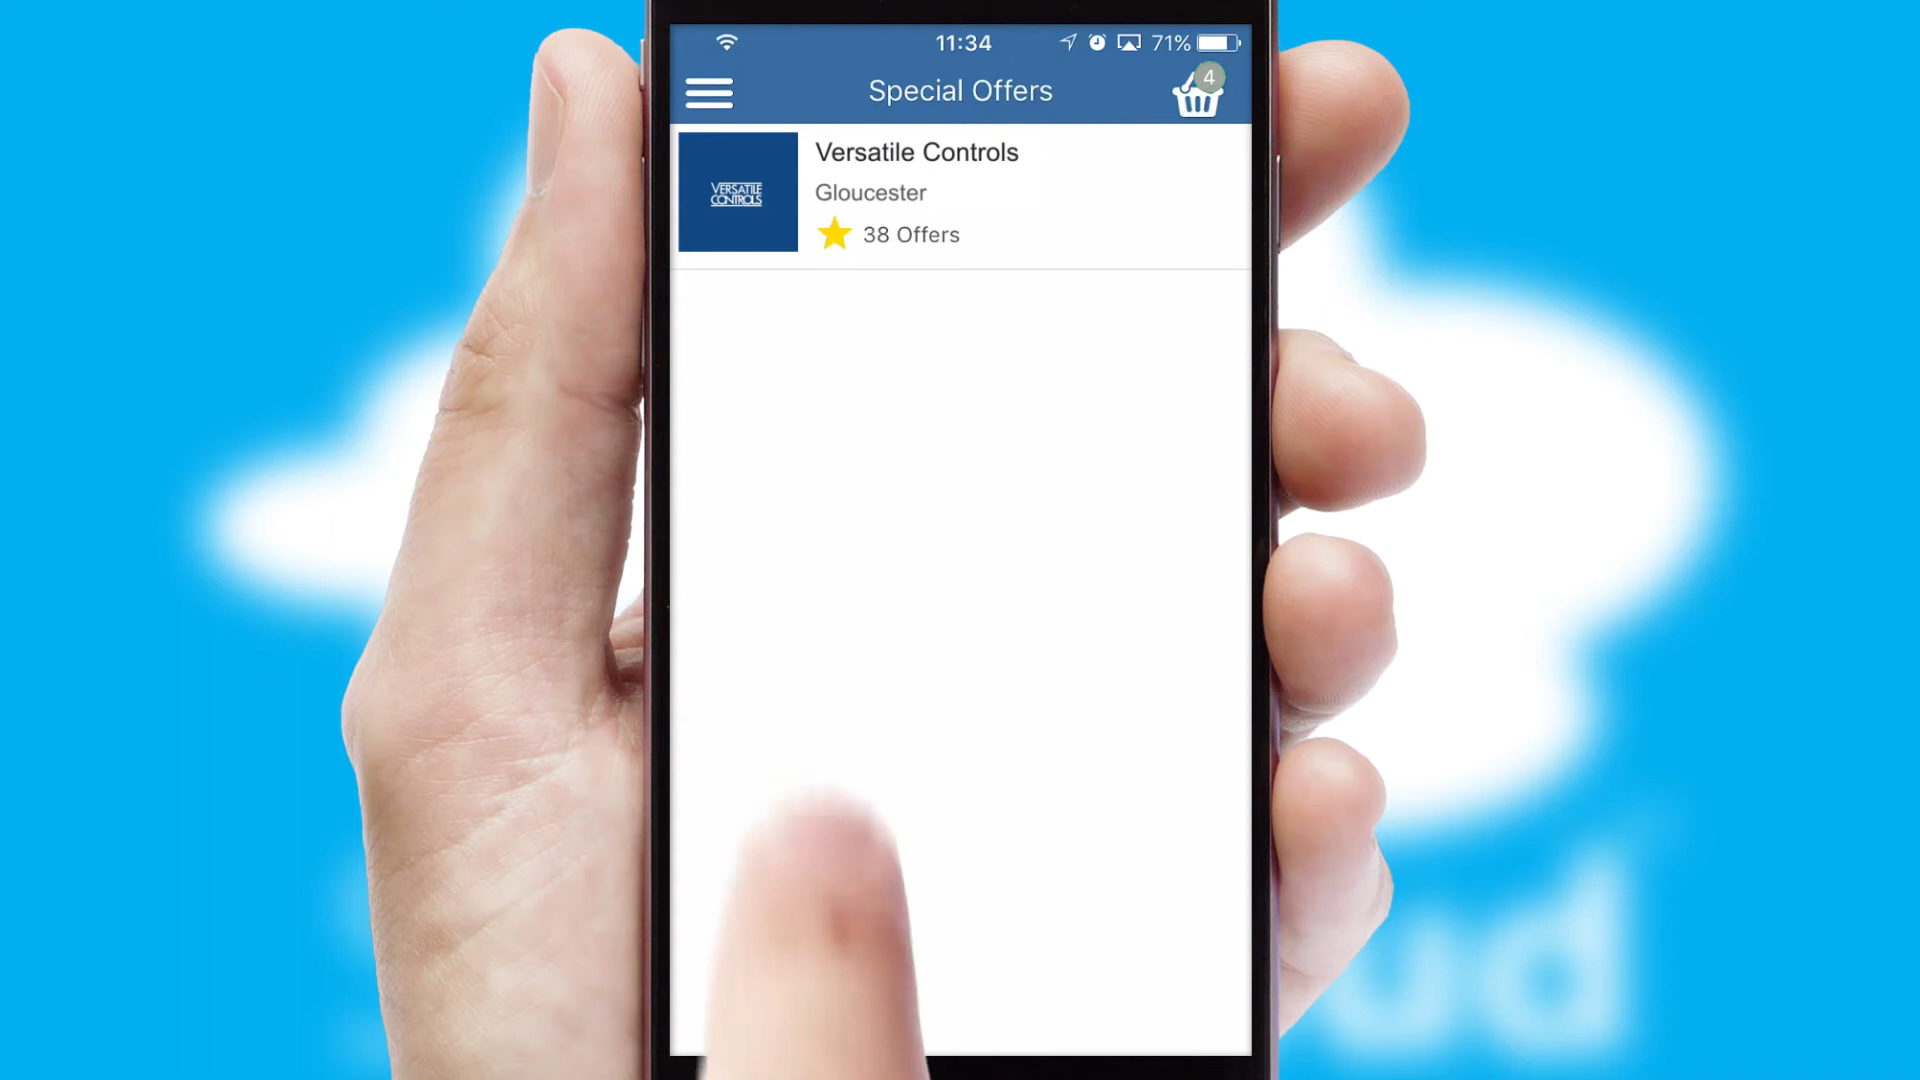 11:34
71%
Special Offers
4
Versatile Controls
VERSATILE
CONTROLS
Gloucester
38 Offers